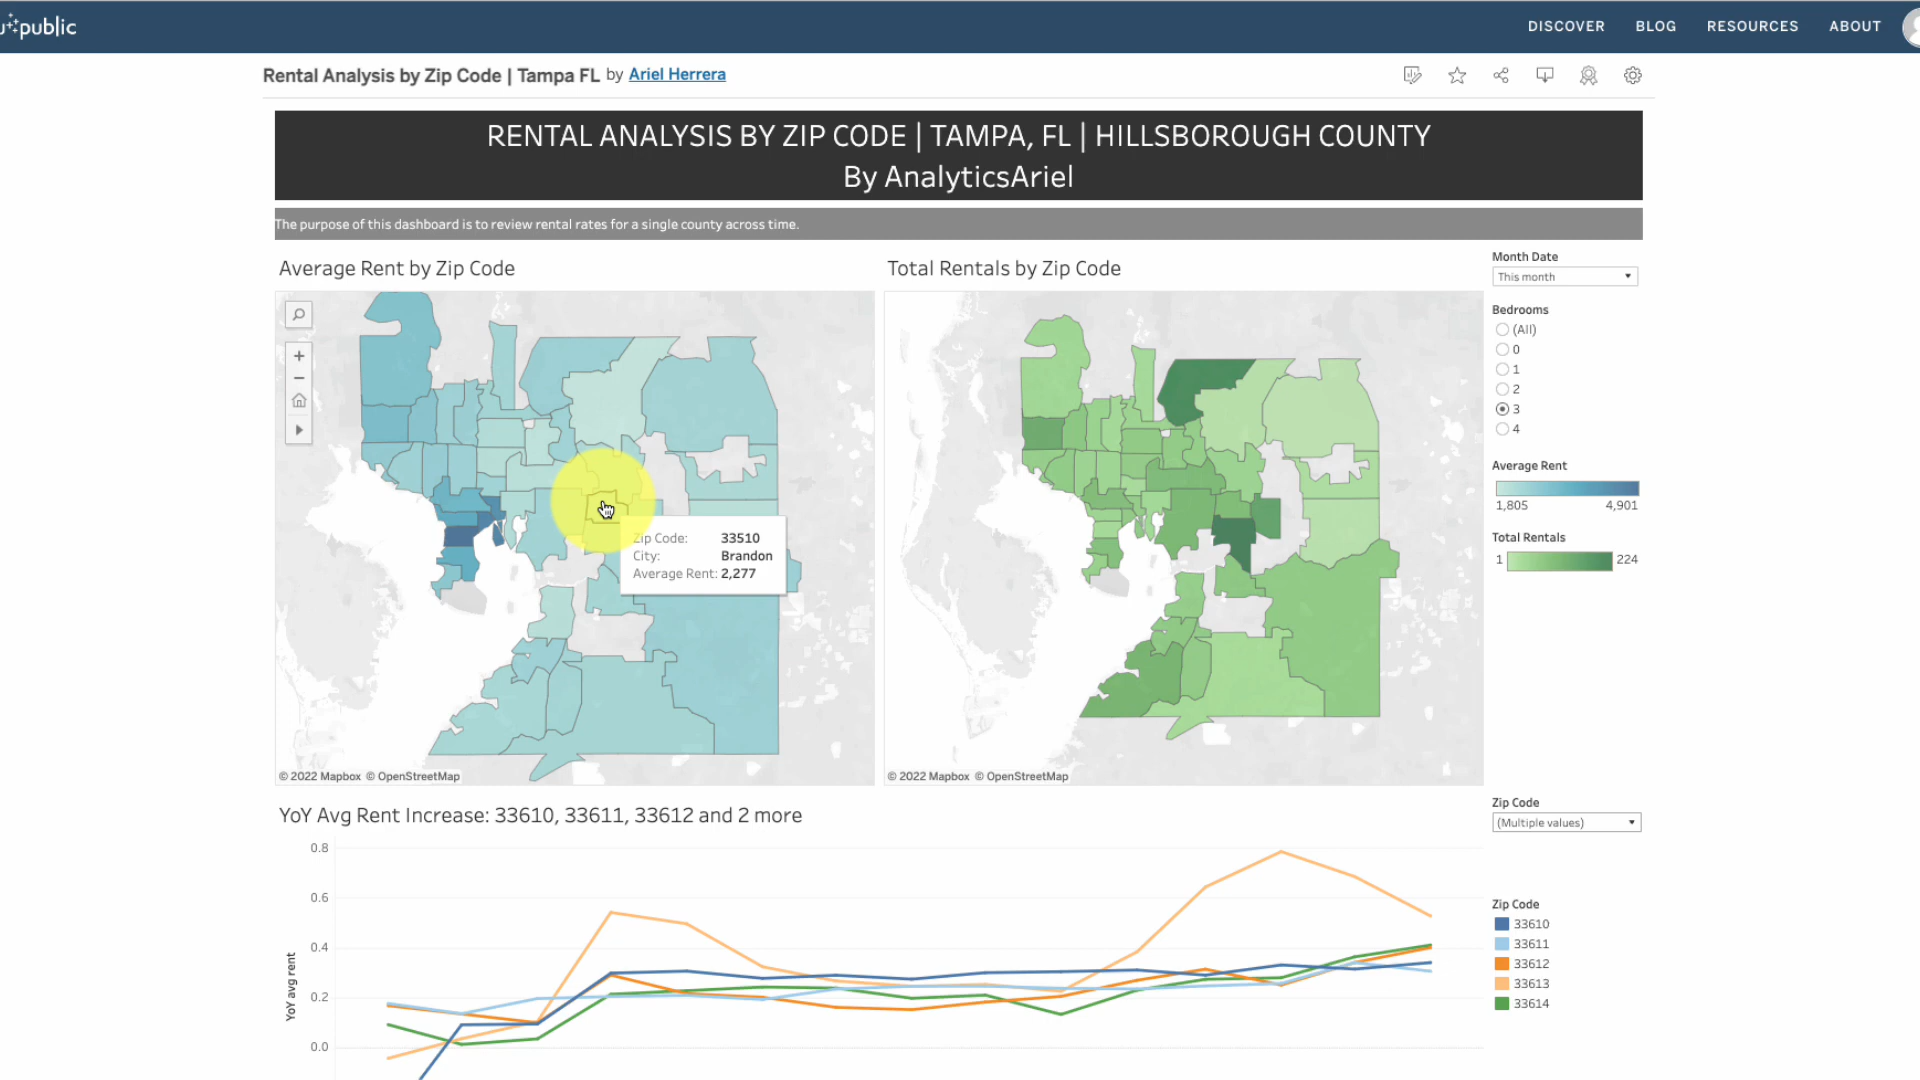 public
DISCOVER BLOG RESOURCES ABOUT
Rental Analysis by Zip Code | Tampa FL by Ariel Herrera
RENTAL ANALYSIS BY ZIP CODE | TAMPA, FL | HILLSBOROUGH COUNTY
By AnalyticsAriel
The purpose of this dashboard is to review rental rates for a single county across time.
Average Rent by Zip Code
Total Rentals by Zip Code
Month Date
This month
Bedrooms
(All)
0
1
2
3
4
Average Rent
1,805 4,901
Total Rentals
1 224
Zip Code: 33510
City: Brandon
Average Rent: 2,277
© 2022 Mapbox © OpenStreetMap
© 2022 Mapbox © OpenStreetMap
YoY Avg Rent Increase: 33610, 33611, 33612 and 2 more
Zip Code
(Multiple values)
0.8
0.6
0.4
0.2
0.0
YoY avg rent
Zip Code
33610
33611
33612
33613
33614